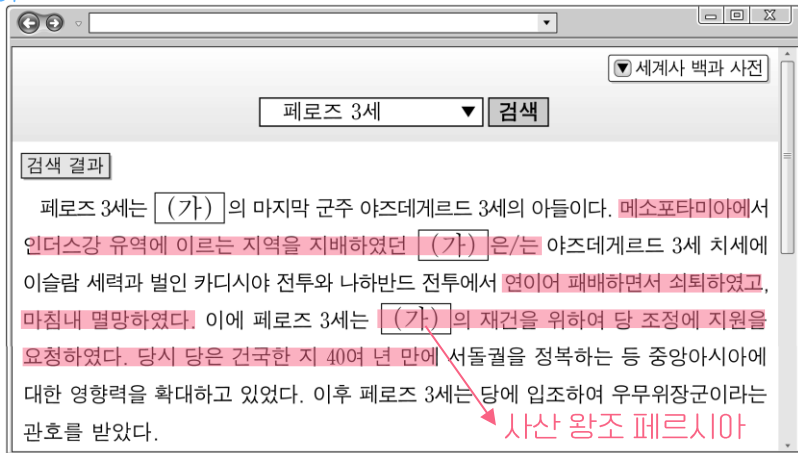 세계사 백과 사전
페로즈 3세 ▼ 검색
검색 결과
페로즈 3세는 (가) 의 마지막 군주 야즈데게르드 3세의 아들이다. 메소포타미아에서
인더스강 유역에 이르는 지역을 지배하였던 (가) 은/는 야즈데게르드 3세 치세에
이슬람 세력과 벌인 카디시야 전투와 나하반드 전투에서 연이어 패배하면서 쇠퇴하였고,
마침내 멸망하였다. 이에 페로즈 3세는 (가) 의 재건을 위하여 당 조정에 지원을
요청하였다. 당시 당은 건국한 지 40여 년 만에 서돌궐을 정복하는 등 중앙아시아에
대한 영향력을 확대하고 있었다. 이후 페로즈 3세는 당에 입조하여 우무위장군이라는
관호를 받았다.
사산 왕조 페르시아